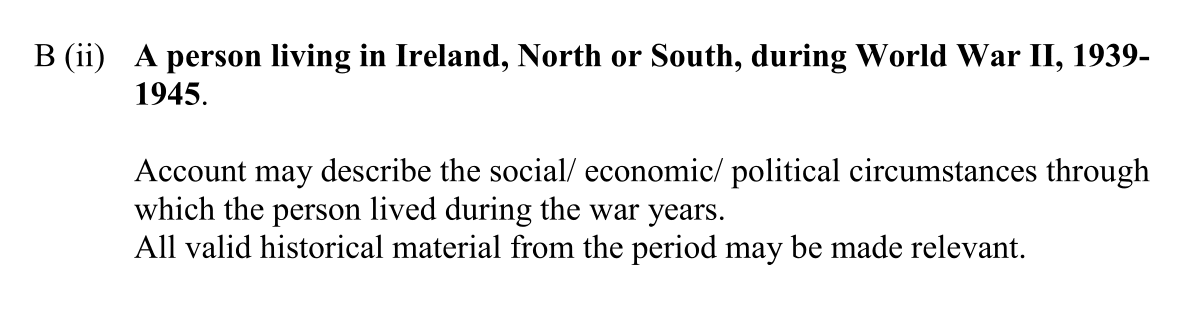 B (ii) A person living in Ireland, North or South, during World War II, 1939-
1945.
Account may describe the social/ economic/ political circumstances through
which the person lived during the war years.
All valid historical material from the period may be made relevant.